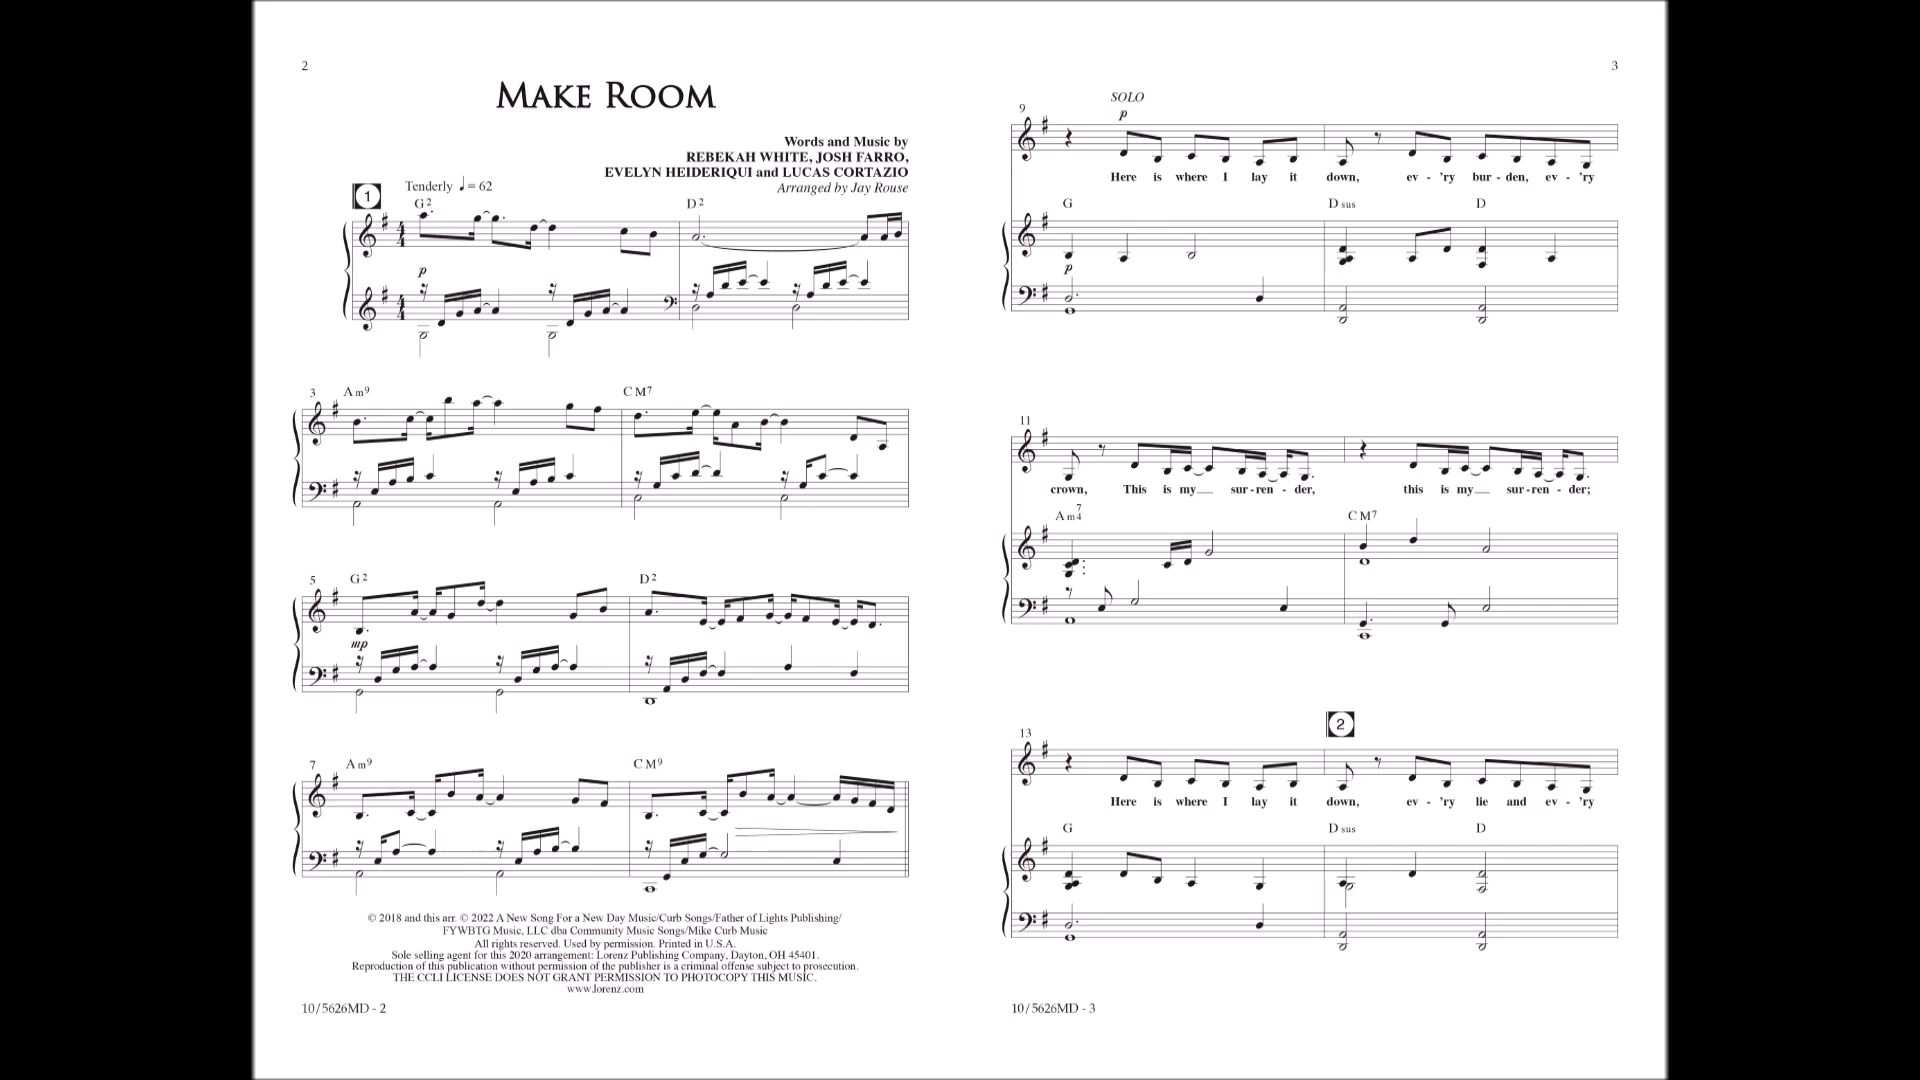 2
MAKE ROOM
Words and Music by
REBEKAH WHITE, JOSH FARRO,
EVELYN HEIDERIQUI and LUCAS CORTAZIO
Arranged by Jay Rouse
1
Tenderly ♩= 62
G2 D2
p
3
Am9 CM7
5
G2 D2
mp
7
Am9 CM9
© 2018 and this arr. © 2022 A New Song For a New Day Music/Curb Songs/Father of Lights Publishing/
FYWBTG Music, LLC dba Community Music Songs/Mike Curb Music
All rights reserved. Used by permission. Printed in U.S.A.
Sole selling agent for this 2020 arrangement: Lorenz Publishing Company, Dayton, OH 45401.
Reproduction of this publication without permission of the publisher is a criminal offense subject to prosecution.
THE CCLI LICENSE DOES NOT GRANT PERMISSION TO PHOTOCOPY THIS MUSIC.
www.lorenz.com
10/5626MD - 2
3
SOLO
9
p
Here is where I lay it down, ev - 'ry bur - den, ev - 'ry
G Dsus D
p
11
crown, This is my sur - ren - der, this is my sur - ren - der;
Am4 7 CM7
2
13
Here is where I lay it down, ev - 'ry lie and ev - 'ry
G Dsus D
10/5626MD - 3